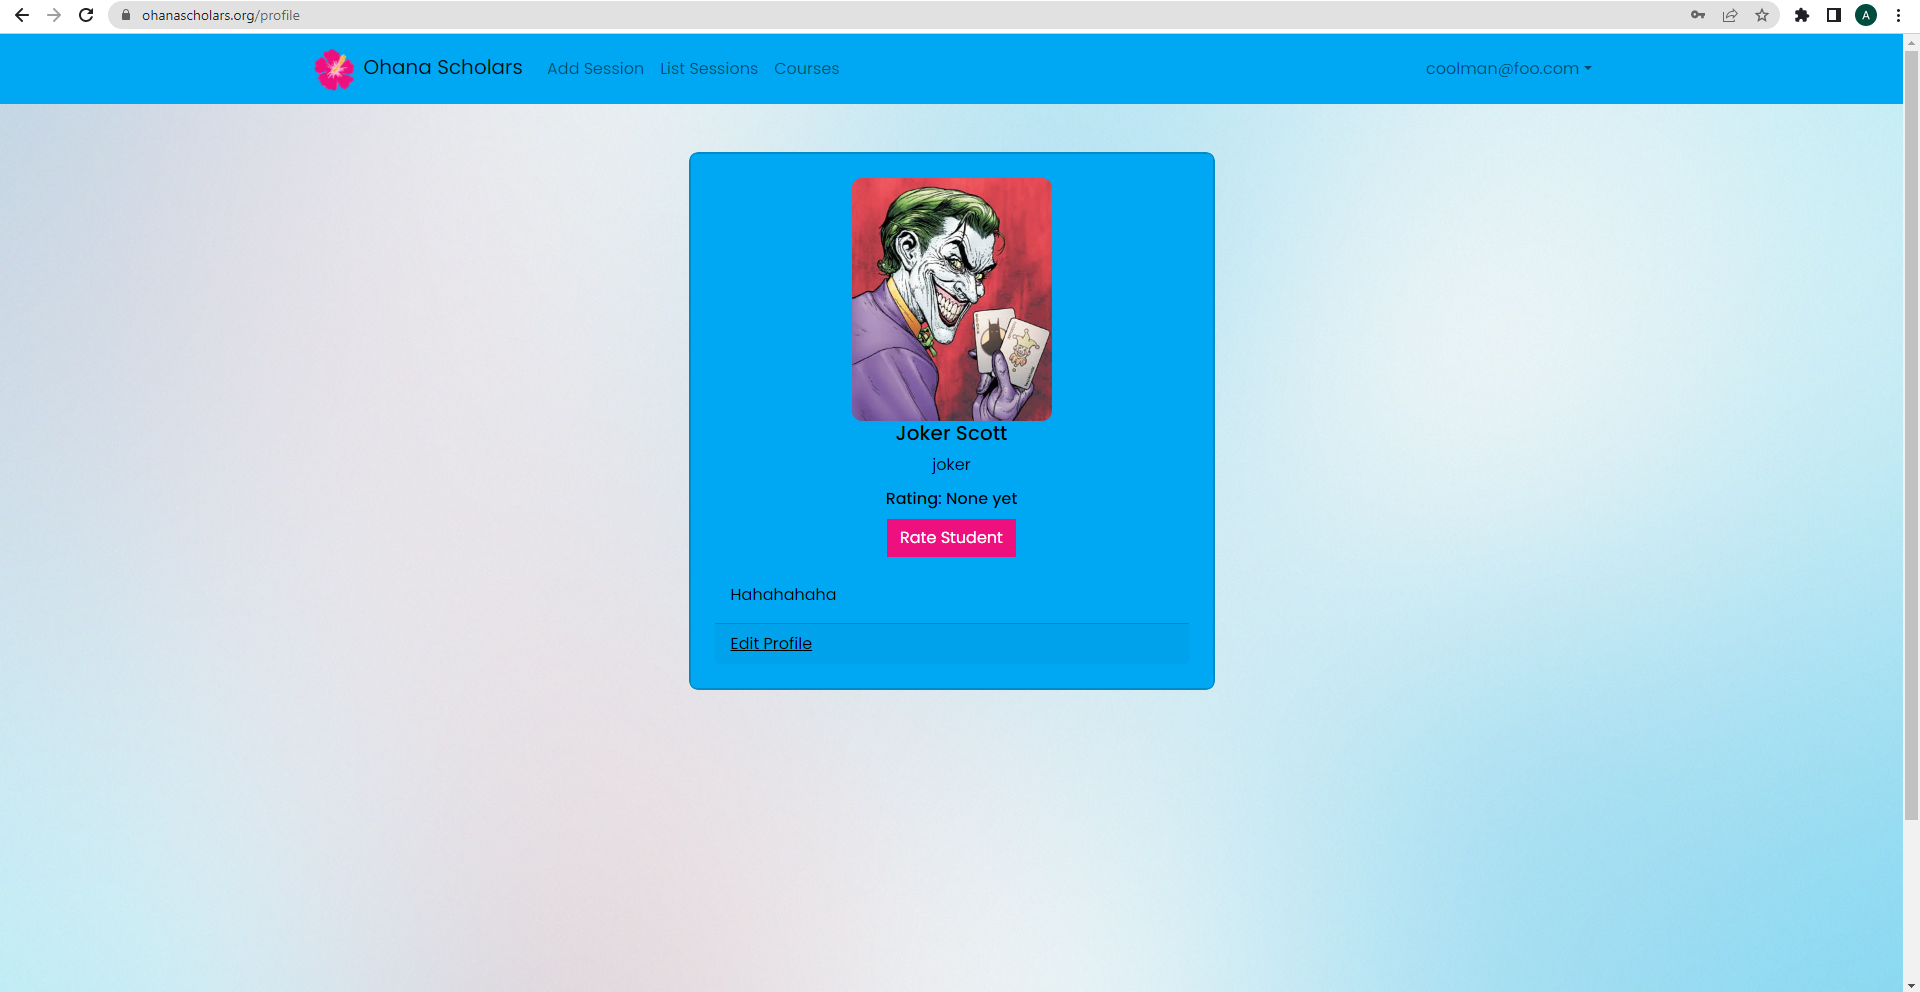 ohanascholars.org/profile
A
Ohana Scholars Add Session List Sessions Courses coolman@foo.com
Joker Scott
joker
Rating: None yet
Rate Student
Hahahahaha
Edit Profile